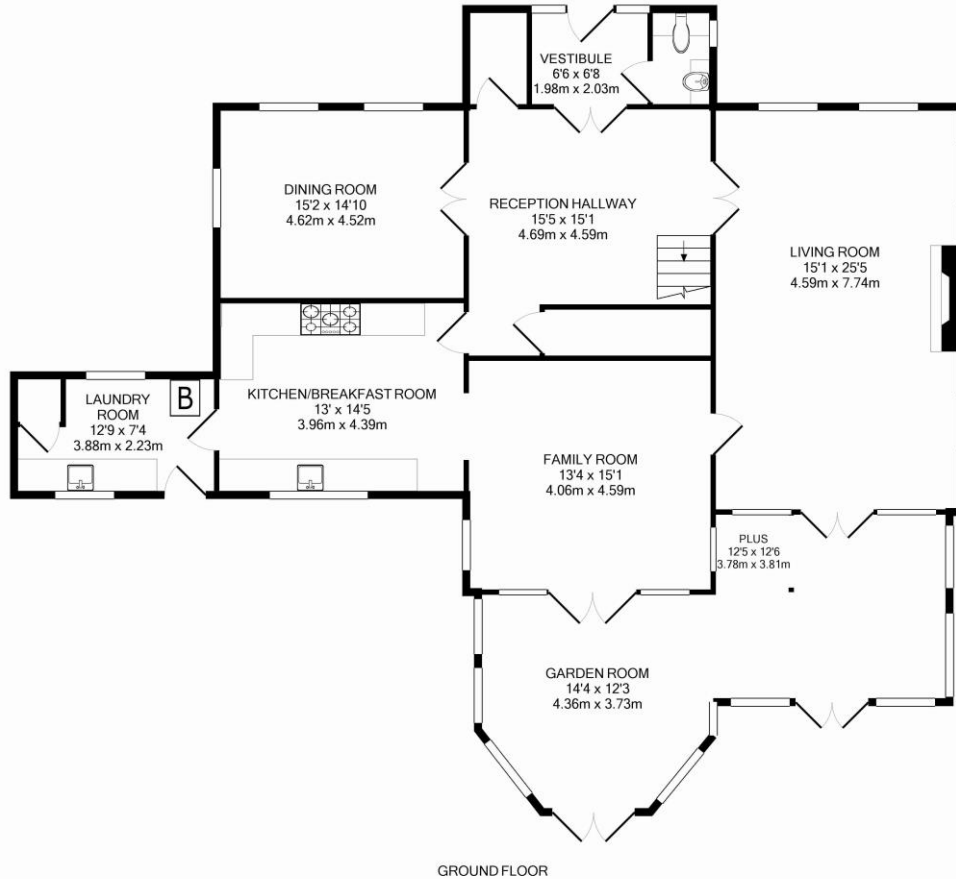 VESTIBULE
6'6 x 6'8
1.98m x 2.03m
DINING ROOM
15'2 x 14'10
4.62m x 4.52m
RECEPTION HALLWAY
15'5 x 15'1
4.69m x 4.59m
LIVING ROOM
15'1 x 25'5
4.59m x 7.74m
LAUNDRY
ROOM
12'9 x 7'4
3.88m x 2.23m
B
KITCHEN/BREAKFAST ROOM
13' x 14'5
3.96m x 4.39m
FAMILY ROOM
13'4 x 15'1
4.06m x 4.59m
PLUS
12'5 x 12'6
3.78m x 3.81m
GARDEN ROOM
14'4 x 12'3
4.36m x 3.73m
GROUND FLOOR